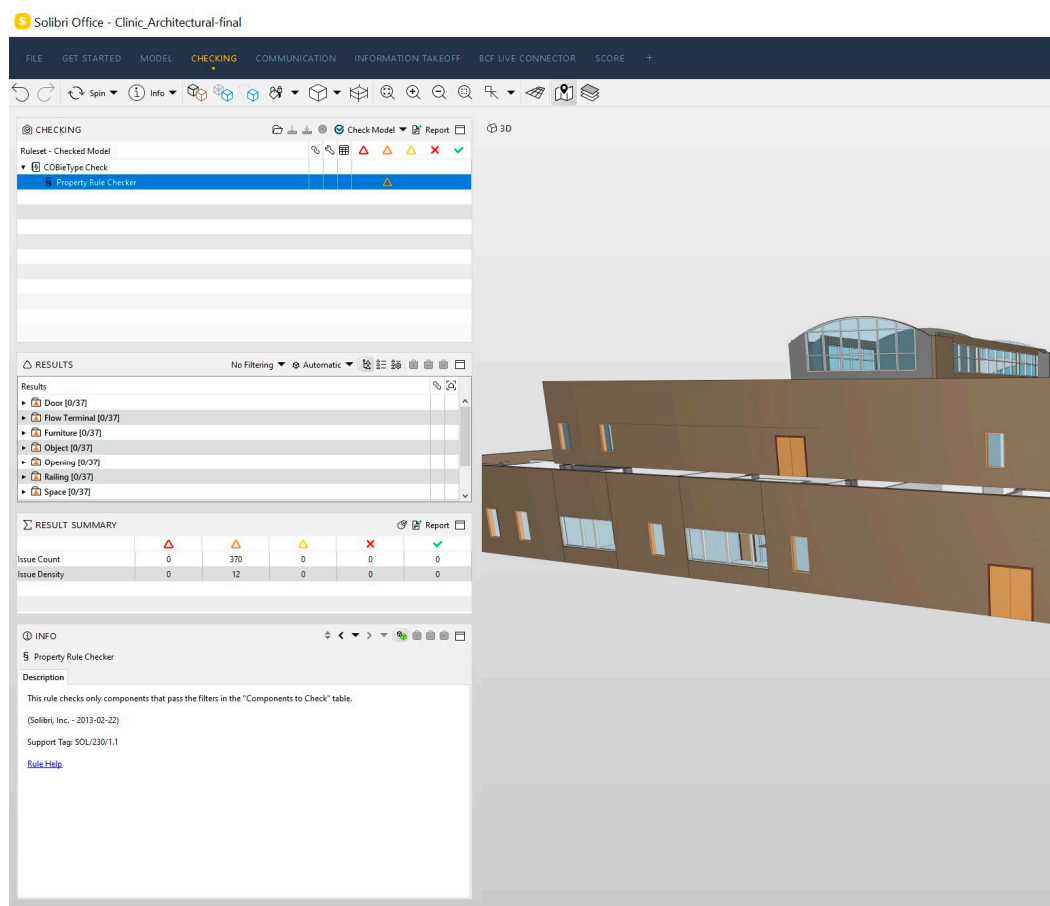 S Solibri Office - Clinic_Architectural-final
FILE GET STARTED MODEL CHECKING COMMUNICATION INFORMATION TAKEOFF BCF LIVE CONNECTOR SCORE +
Spin Info
CHECKING Check Model Report
3D
Ruleset - Checked Model
COBieType Check
§ Property Rule Checker
RESULTS No Filtering Automatic
Results
Door [0/37]
Flow Terminal [0/37]
Furniture [0/37]
Object [0/37]
Opening [0/37]
Railing [0/37]
Space [0/37]
∑ RESULT SUMMARY Report
Issue Count 0 370 0 0 0
Issue Density 0 12 0 0 0
INFO
§ Property Rule Checker
Description
This rule checks only components that pass the filters in the "Components to Check" table.
(Solibri, Inc. - 2013-02-22)
Support Tag: SOL/230/1.1
Rule Help